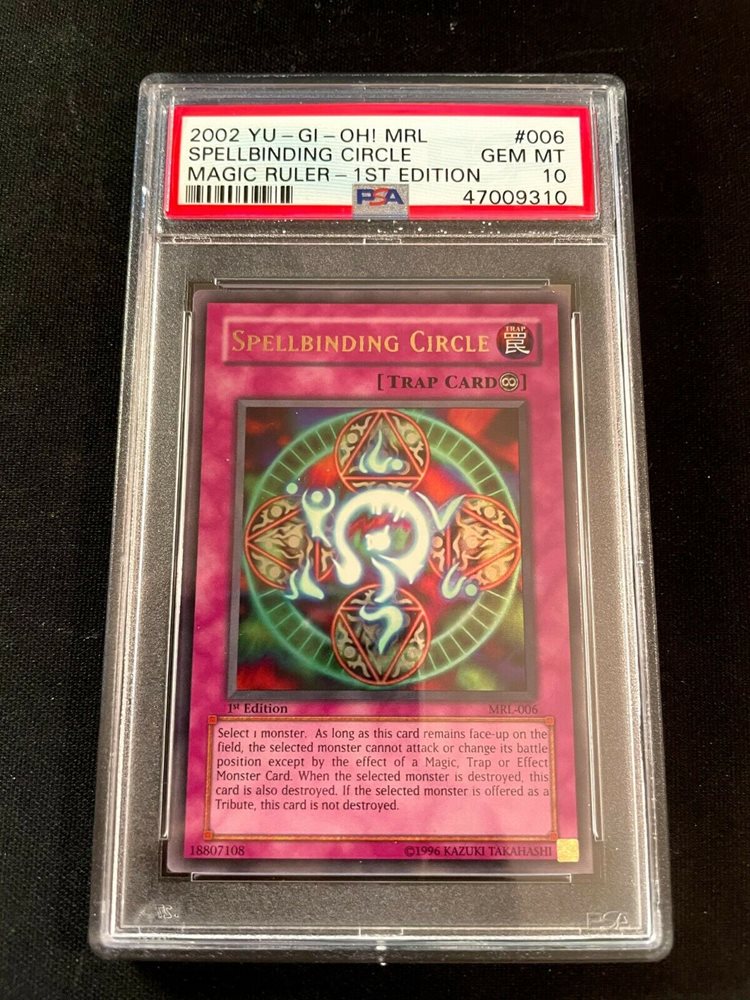 2002 YU-GI-OH! MRL #006
SPELLBINDING CIRCLE GEM MT
MAGIC RULER-1ST EDITION 10
PSA 47009310
SPELLBINDING CIRCLE TRAP 罠
[TRAP CARD∞]
1st Edition MRL-006
Select 1 monster. As long as this card remains face-up on the
field, the selected monster cannot attack or change its battle
position except by the effect of a Magic, Trap or Effect
Monster Card. When the selected monster is destroyed, this
card is also destroyed. If the selected monster is offered as a
Tribute, this card is not destroyed.
18807108 ©1996 KAZUKI TAKAHASHI
PSA